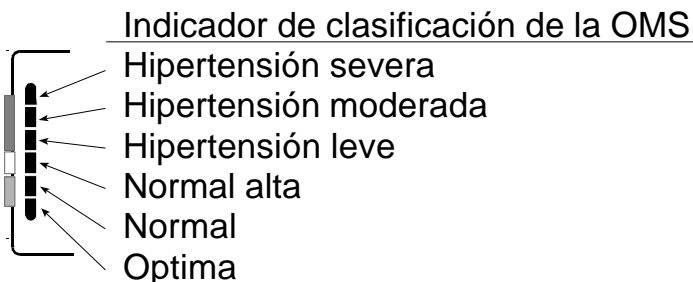 Indicador de clasificación de la OMS
Hipertensión severa
Hipertensión moderada
Hipertensión leve
Normal alta
Normal
Optima